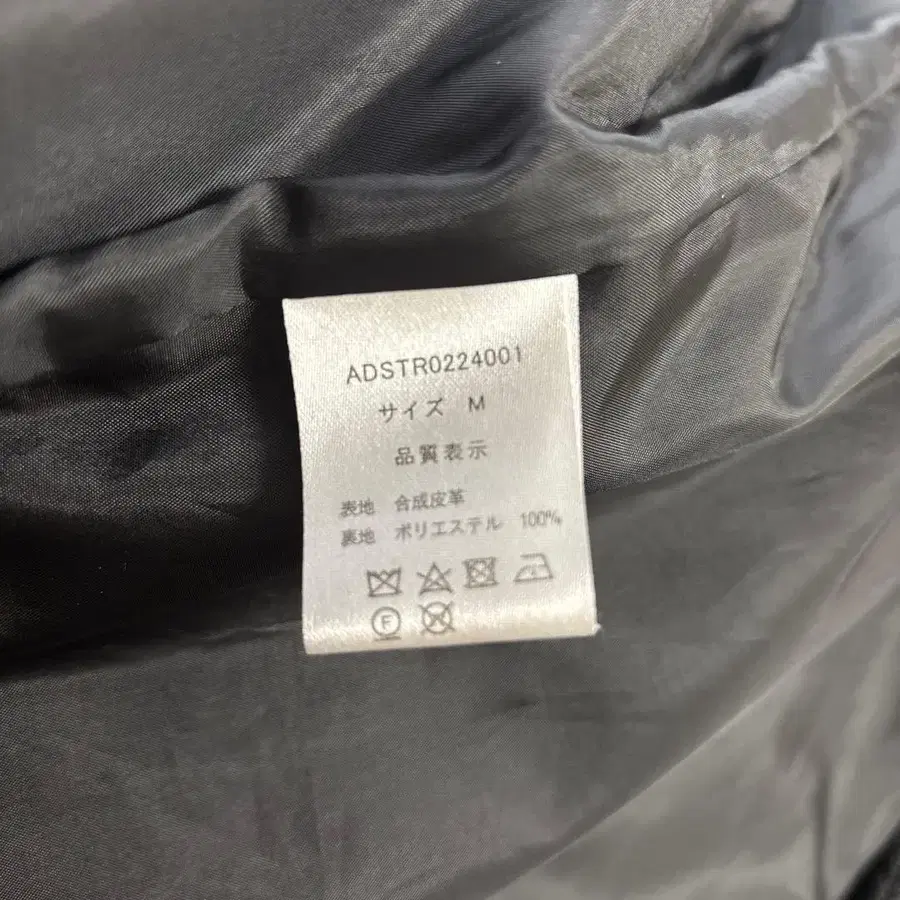 ADSTR0224001
サイズ M
品質表示
表地 合成皮革
裏地 ポリエステル 100%
F